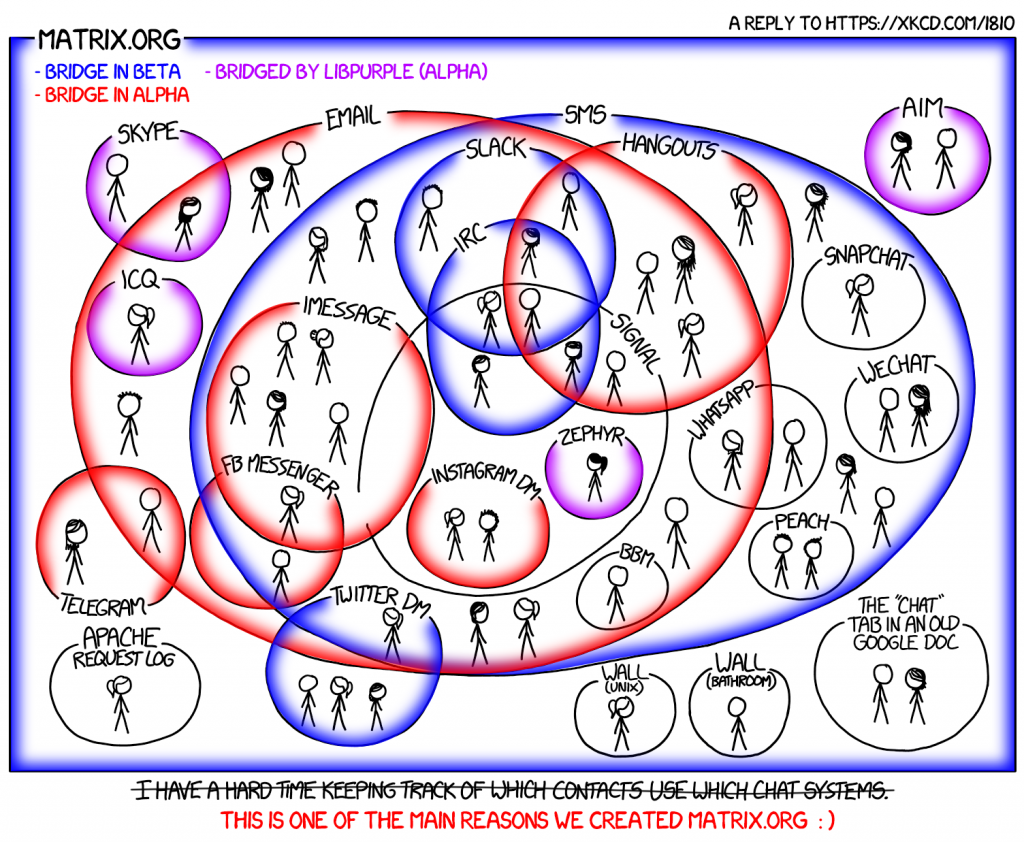 A REPLY TO HTTPS://XKCD.COM/1810
MATRIX.ORG
- BRIDGE IN BETA
- BRIDGED BY LIBPURPLE (ALPHA)
- BRIDGE IN ALPHA
SKYPE
EMAIL
SMS
AIM
SLACK
HANGOUTS
IRC
SNAPCHAT
ICQ
IMESSAGE
SIGNAL
WECHAT
WHATSAPP
ZEPHYR
FB MESSENGER
INSTAGRAM DM
PEACH
BBM
TELEGRAM
TWITTER DM
THE "CHAT"
TAB IN AN OLD
GOOGLE DOC
APACHE
REQUEST LOG
WALL
(UNIX)
WALL
(BATHROOM)
I HAVE A HARD TIME KEEPING TRACK OF WHICH CONTACTS USE WHICH CHAT SYSTEMS.
THIS IS ONE OF THE MAIN REASONS WE CREATED MATRIX.ORG : )